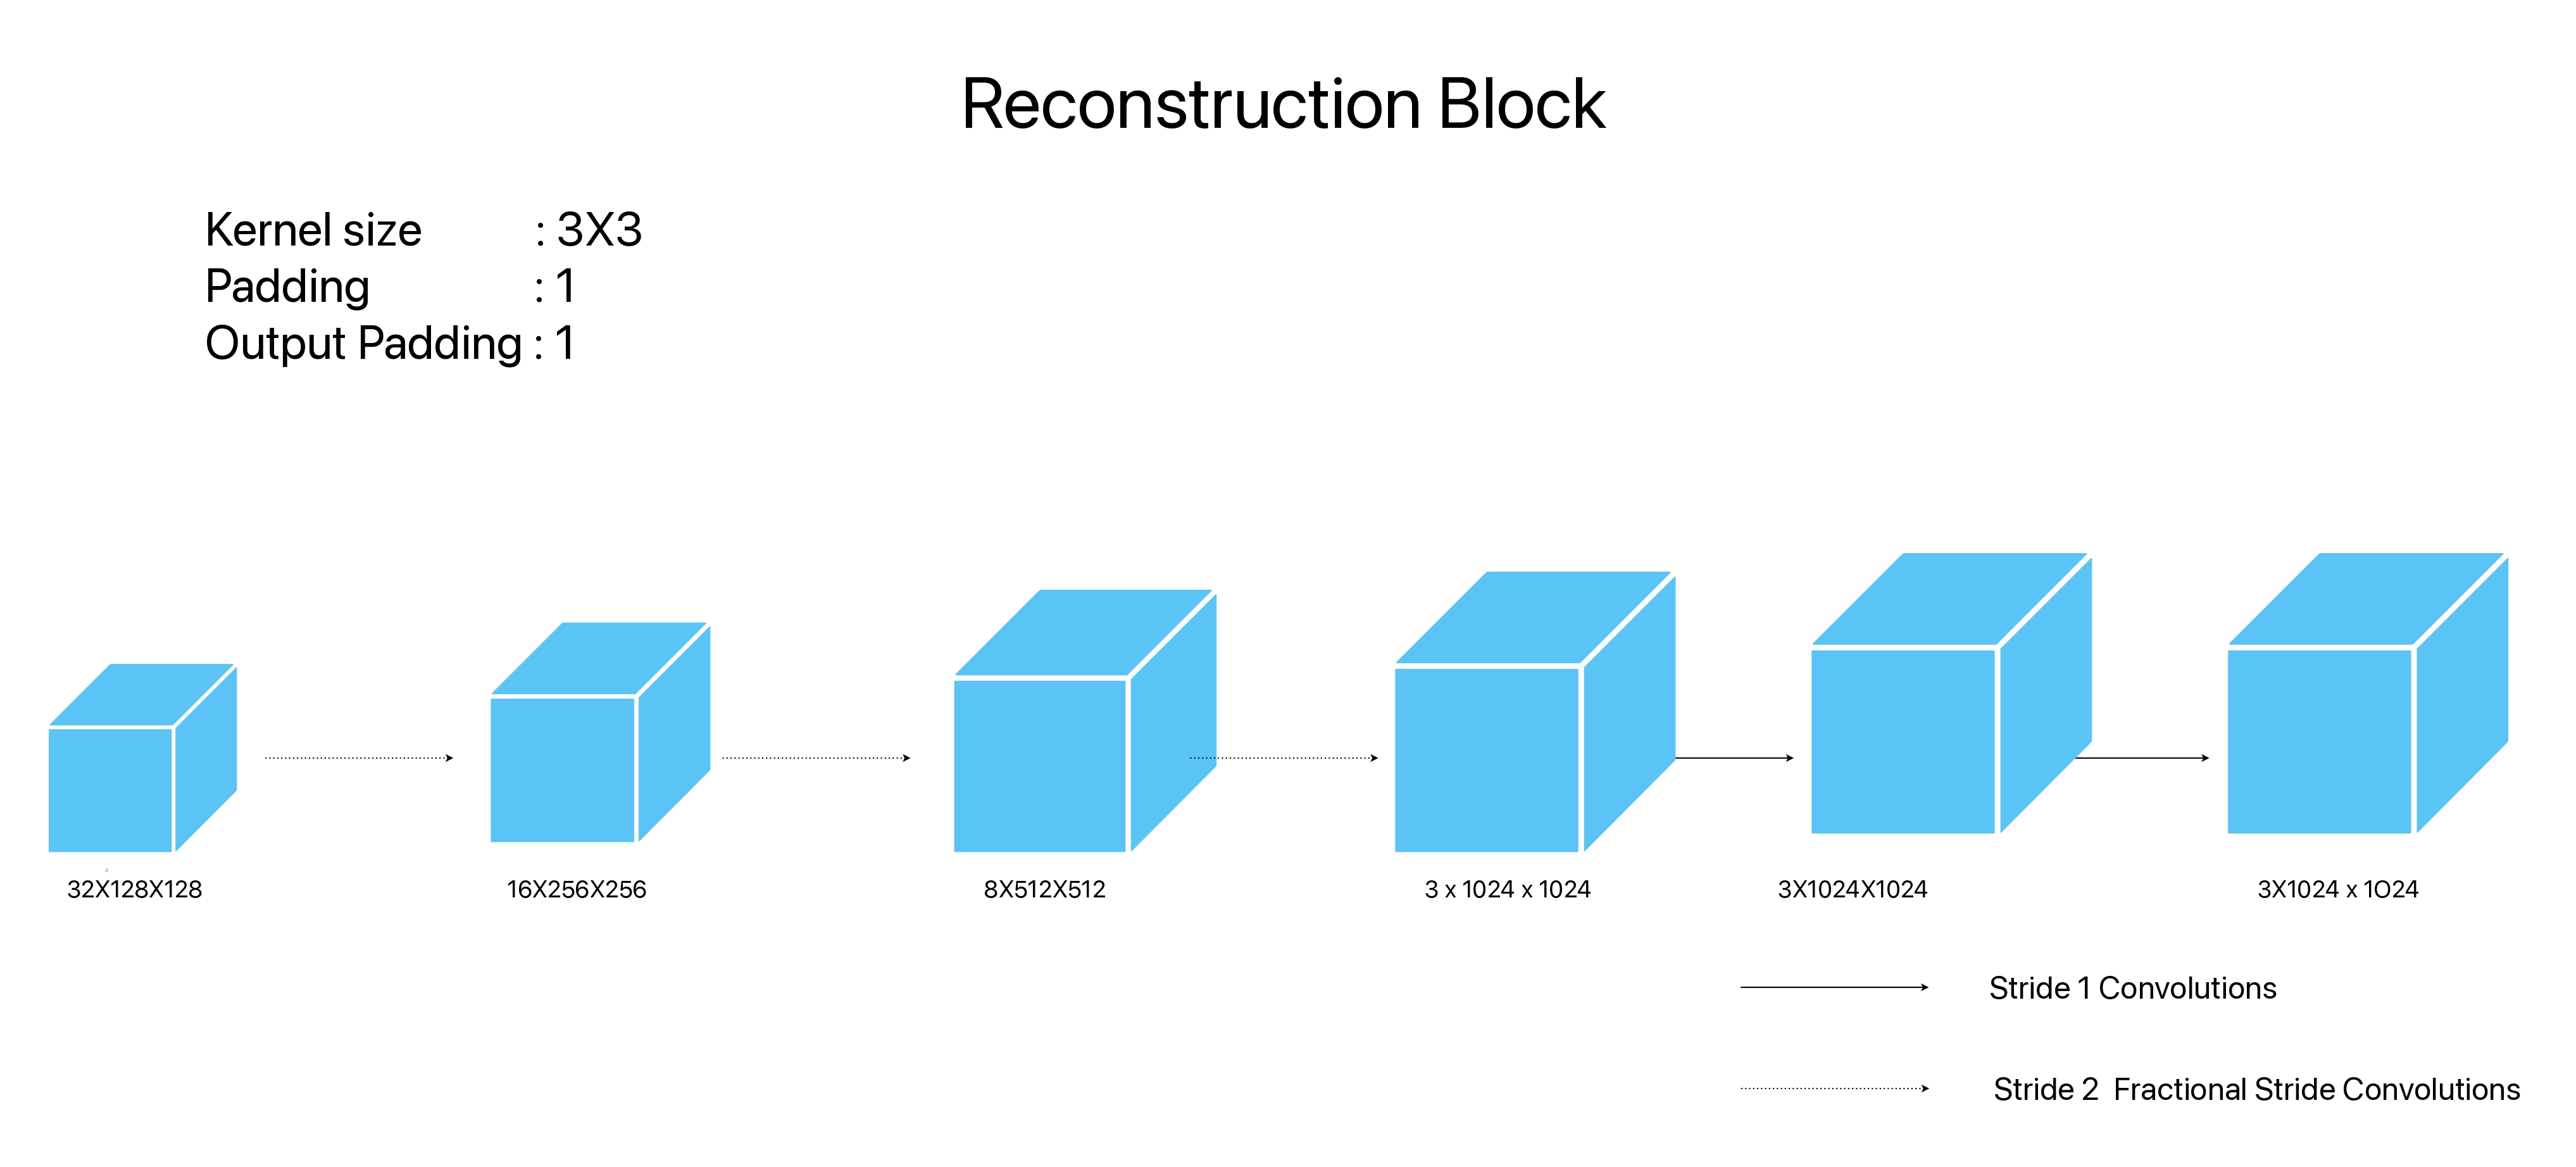 Reconstruction Block
Kernel size : 3X3
Padding : 1
Output Padding : 1
32X128X128
16X256X256
8X512X512
3 x 1024 x 1024
3X1024X1024
3X1024 x 1O24
Stride 1 Convolutions
Stride 2 Fractional Stride Convolutions